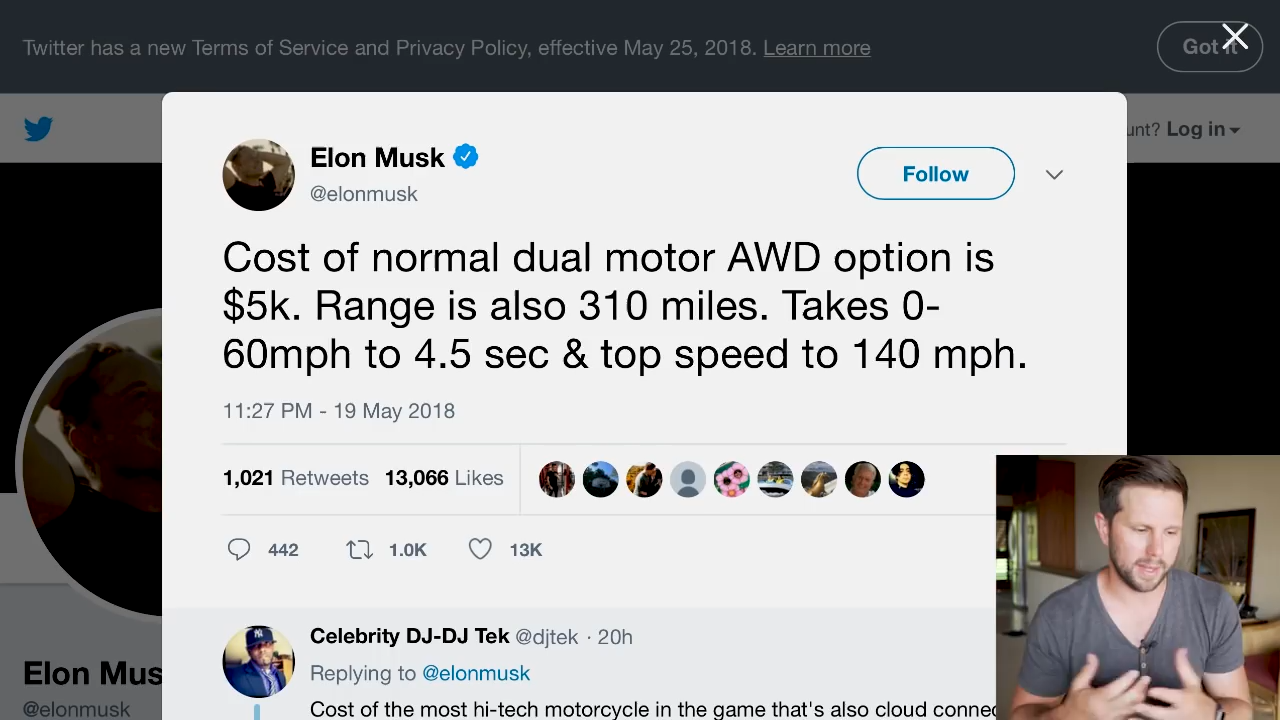 Twitter has a new Terms of Service and Privacy Policy, effective May 25, 2018. Learn more
Got it
unt? Log in
Elon Musk
@elonmusk
Follow
Cost of normal dual motor AWD option is
$5k. Range is also 310 miles. Takes 0-
60mph to 4.5 sec & top speed to 140 mph.
11:27 PM - 19 May 2018
1,021 Retweets 13,066 Likes
442 1.0K 13K
Celebrity DJ-DJ Tek @djtek · 20h
Replying to @elonmusk
Cost of the most hi-tech motorcycle in the game that's also cloud connec
Elon Mus
@elonmusk